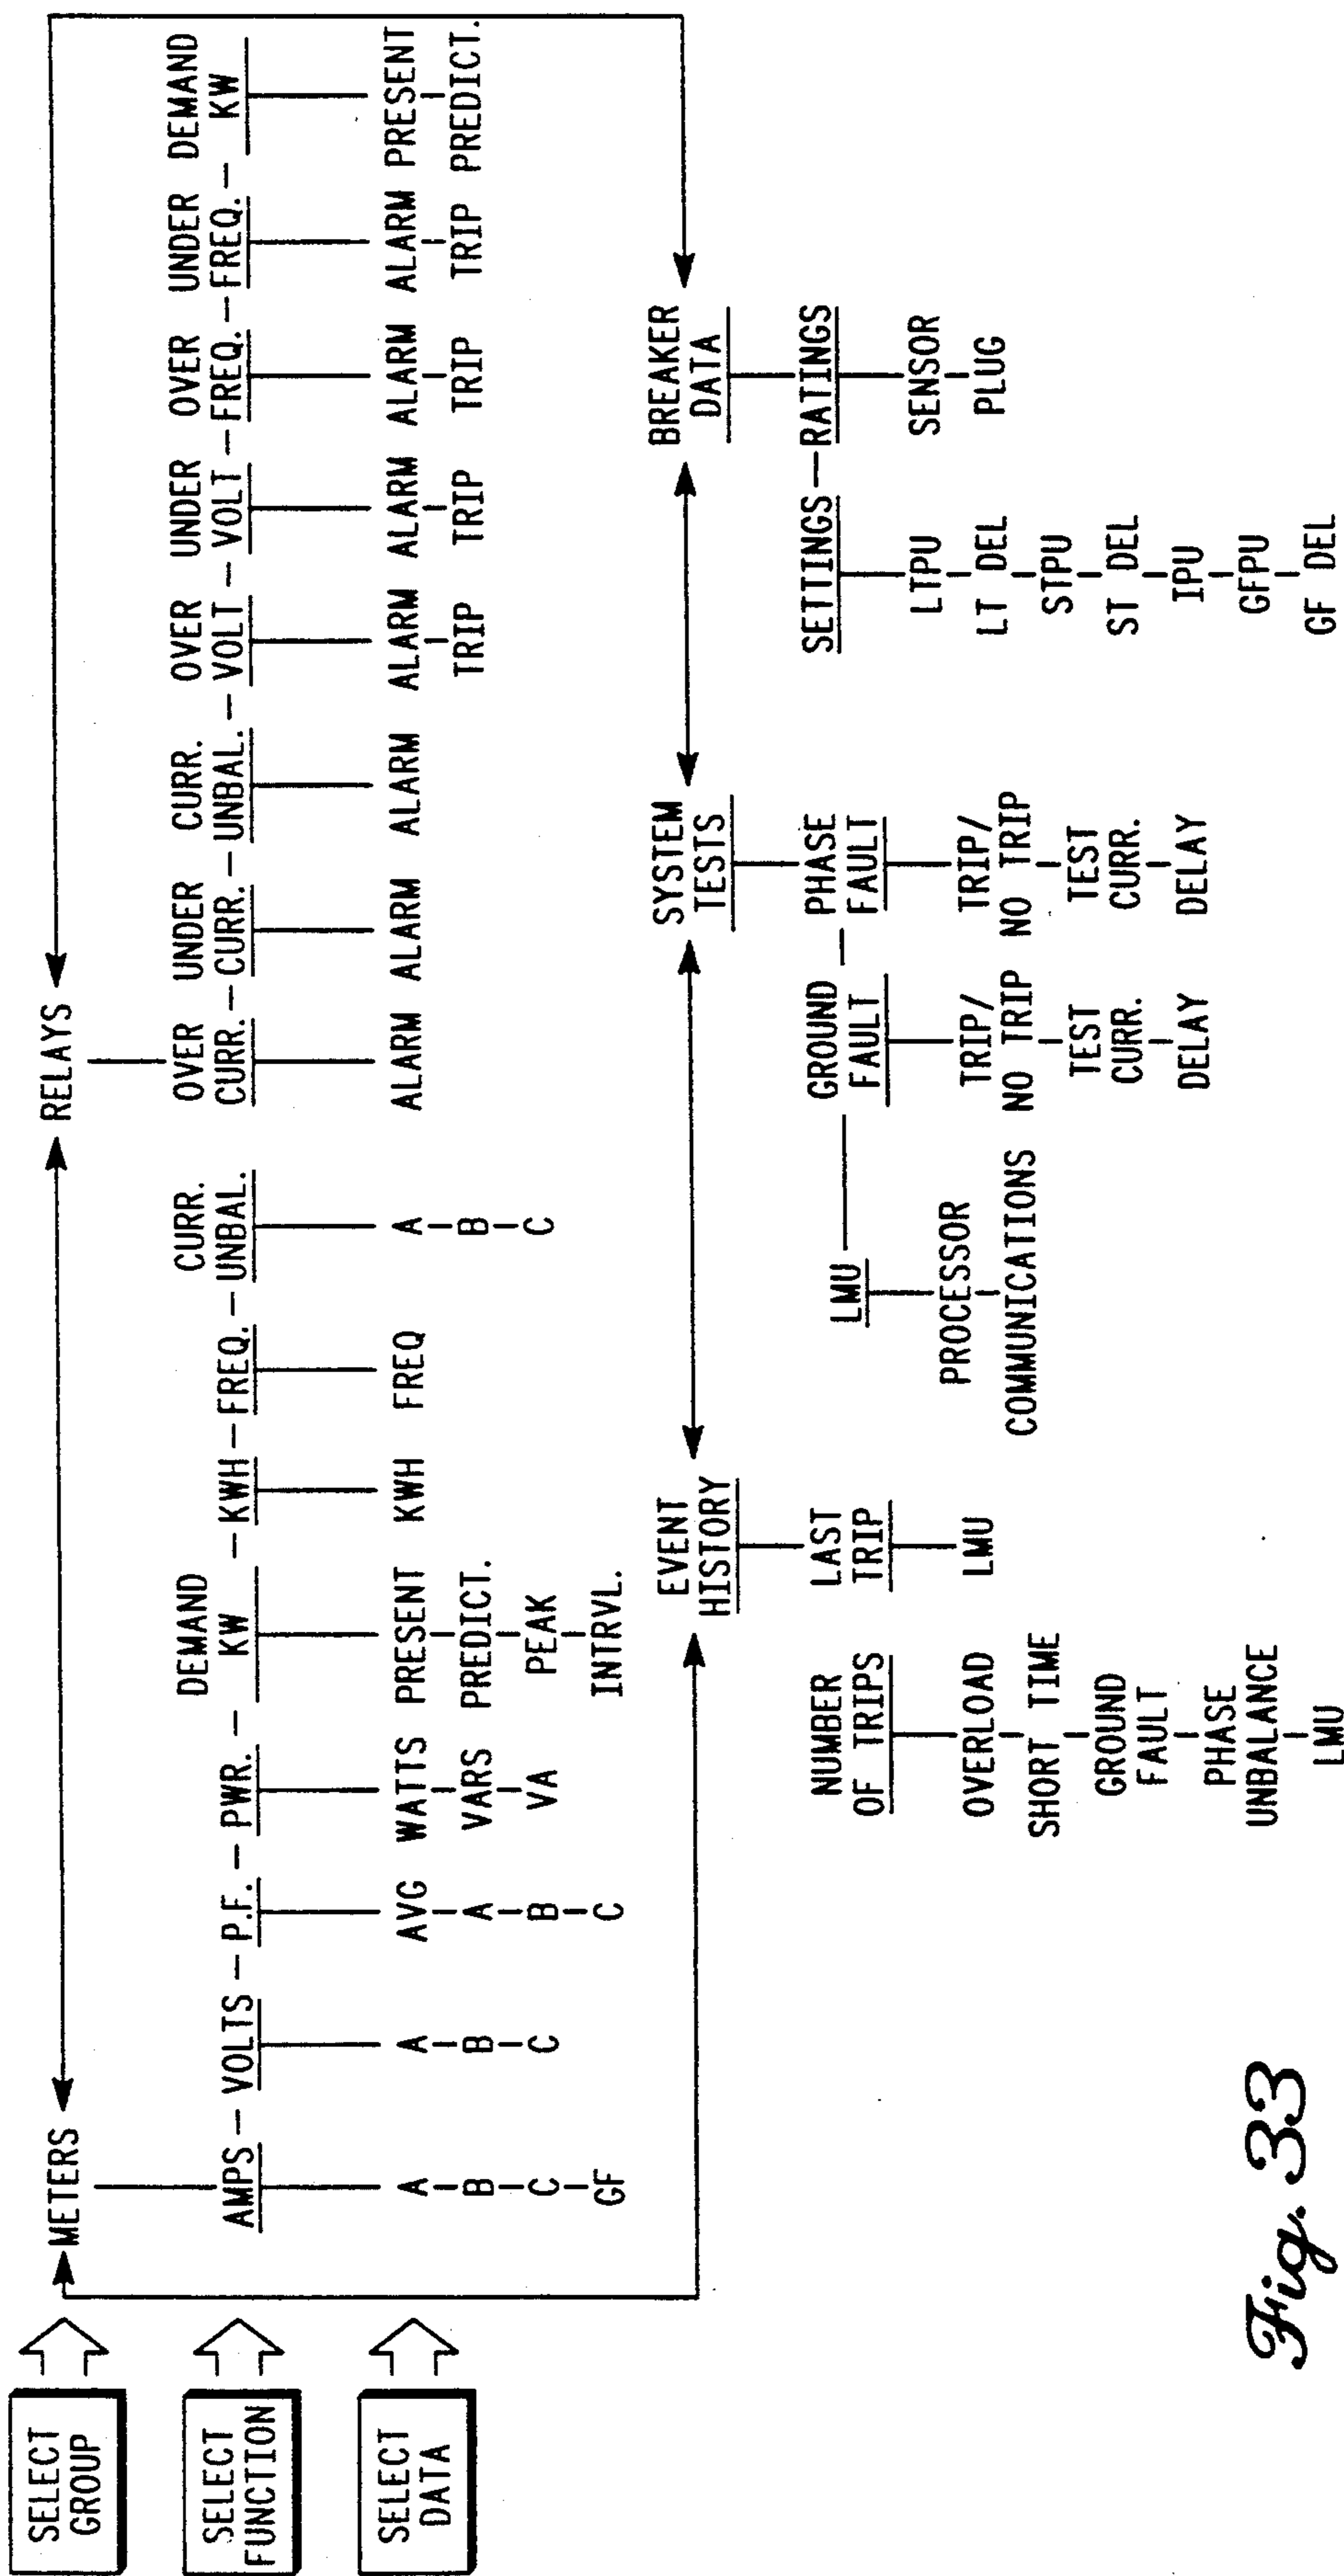 SELECT
GROUP
SELECT
FUNCTION
SELECT
DATA
METERS
RELAYS
AMPS — VOLTS — P.F. — PWR. — DEMAND
KW — KWH — FREQ. — CURR.
UNBAL.
A
B
C
GF
A
B
C
AVG
A
B
C
WATTS
VARS
VA
PRESENT
PREDICT.
PEAK
INTRVL.
KWH
FREQ
A
B
C
OVER
CURR. — UNDER
CURR. — CURR.
UNBAL. — OVER
VOLT — UNDER
VOLT — OVER
FREQ. — UNDER
FREQ. — DEMAND
KW
ALARM
ALARM
ALARM
ALARM
TRIP
ALARM
TRIP
ALARM
TRIP
ALARM
TRIP
PRESENT
PREDICT.
EVENT
HISTORY
NUMBER
OF TRIPS
OVERLOAD
SHORT TIME
GROUND
FAULT
PHASE
UNBALANCE
LMU
LAST
TRIP
LMU
SYSTEM
TESTS
LMU
PROCESSOR
COMMUNICATIONS
GROUND
FAULT
TRIP/
NO TRIP
TEST
CURR.
DELAY
PHASE
FAULT
TRIP/
NO TRIP
TEST
CURR.
DELAY
BREAKER
DATA
SETTINGS — RATINGS
LTPU
LT DEL
STPU
ST DEL
IPU
GFPU
GF DEL
SENSOR
PLUG
Fig. 33